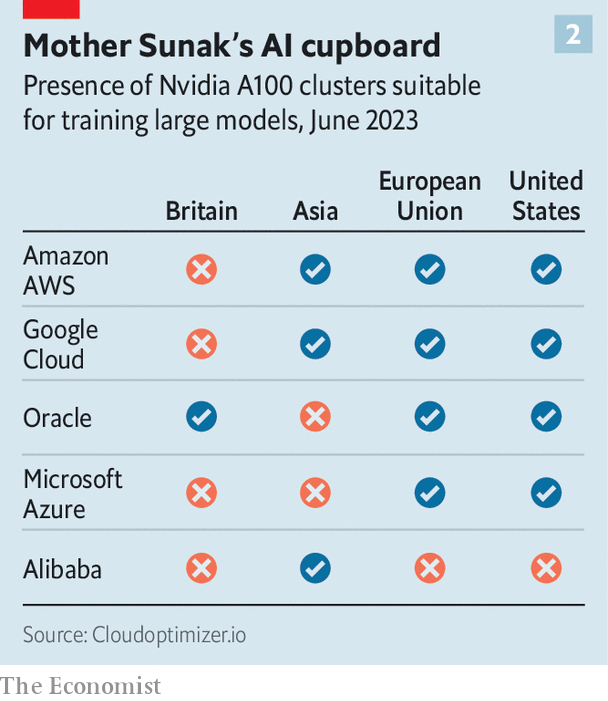 Mother Sunak's AI cupboard
2
Presence of Nvidia A100 clusters suitable
for training large models, June 2023
Britain
Asia
European
Union
United
States
Amazon
AWS
Google
Cloud
Oracle
Microsoft
Azure
Alibaba
Source: Cloudoptimizer.io
The Economist